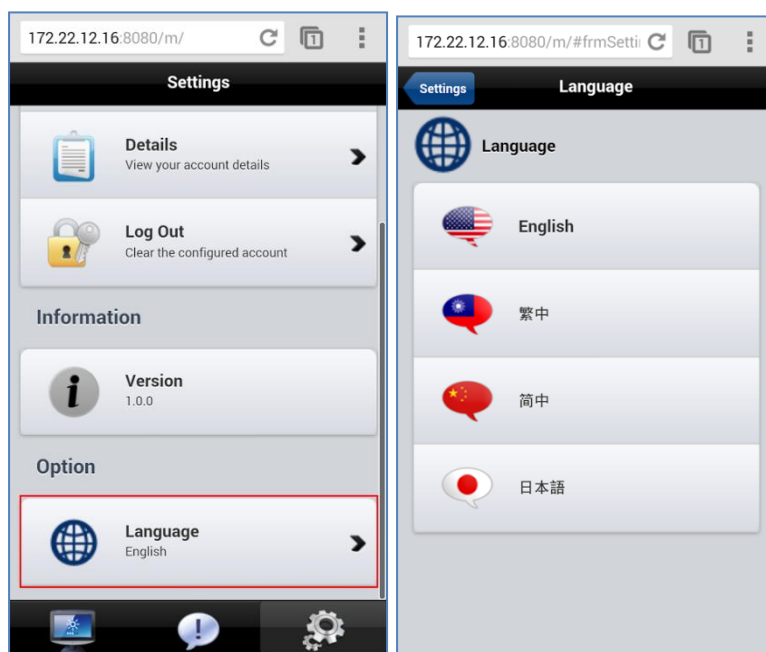 172.22.12.16:8080/m/
1
Settings
Details
View your account details
Log Out
Clear the configured account
Information
Version
1.0.0
Option
Language
English
172.22.12.16:8080/m/#frmSetti
1
Settings
Language
Language
English
繁中
简中
日本語